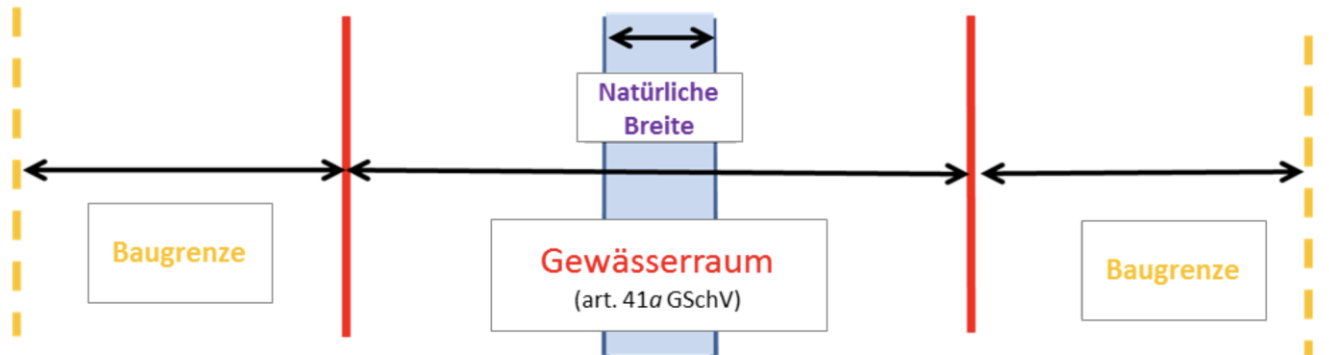 Natürliche
Breite
Baugrenze
Gewässerraum
(art. 41a GSchV)
Baugrenze